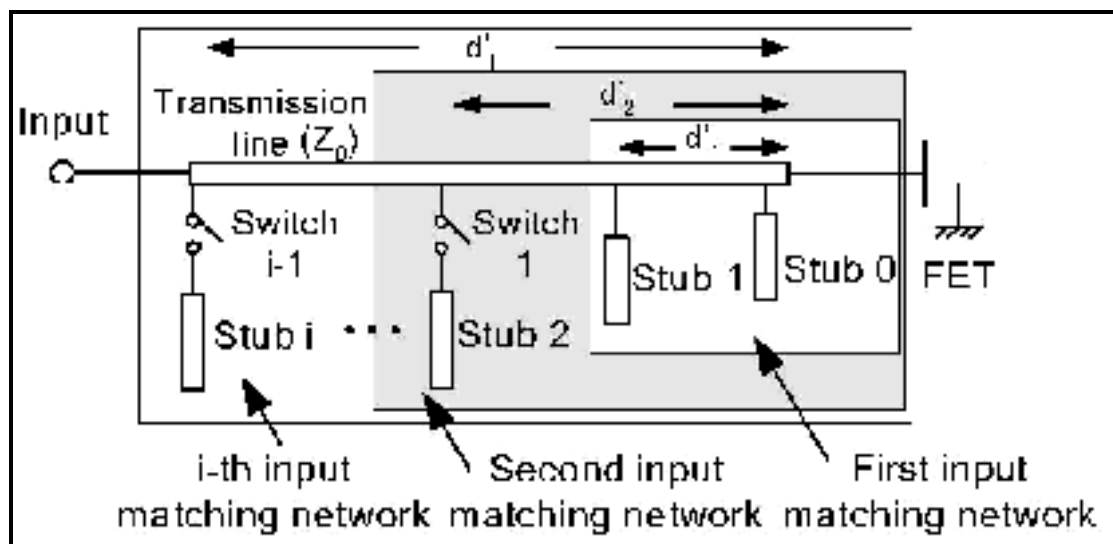 d'i
d'2
Transmission
line (Z0)
Input
d'.
Switch
i-1
Switch
1
Stub i
• • •
Stub 2
Stub 1
Stub 0
FET
i-th input
matching network
Second input
matching network
First input
matching network